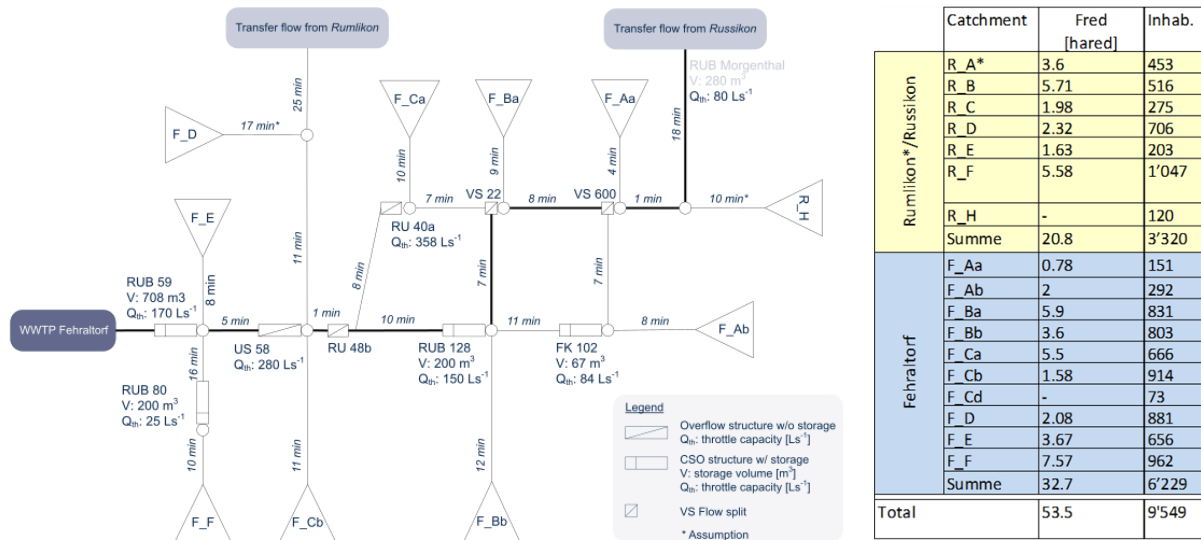 Transfer flow from Rumlikon
Transfer flow from Russikon
RUB Morgenthal
V: 280 m³
Qth: 80 Ls⁻¹
25 min
18 min
F_Ca
F_Ba
F_Aa
F_D
17 min*
10 min
9 min
4 min
VS 22
VS 600
7 min
8 min
1 min
10 min*
R_H
RU 40a
Qth: 358 Ls⁻¹
F_E
11 min
8 min
7 min
7 min
RUB 59
V: 708 m3
Qth: 170 Ls⁻¹
8 min
WWTP Fehraltorf
5 min
1 min
10 min
11 min
8 min
F_Ab
US 58
Qth: 280 Ls⁻¹
RU 48b
RUB 128
V: 200 m³
Qth: 150 Ls⁻¹
FK 102
V: 67 m³
Qth: 84 Ls⁻¹
16 min
RUB 80
V: 200 m³
Qth: 25 Ls⁻¹
10 min
11 min
12 min
F_F
F_Cb
F_Bb
Legend
Overflow structure w/o storage
Qth: throttle capacity [Ls⁻¹]
CSO structure w/ storage
V: storage volume [m³]
Qth: throttle capacity [Ls⁻¹]
VS Flow split
* Assumption
Catchment Fred [hared] Inhab.
Rumlikon*/Russikon
R_A* 3.6 453
R_B 5.71 516
R_C 1.98 275
R_D 2.32 706
R_E 1.63 203
R_F 5.58 1'047
R_H - 120
Summe 20.8 3'320
Fehraltorf
F_Aa 0.78 151
F_Ab 2 292
F_Ba 5.9 831
F_Bb 3.6 803
F_Ca 5.5 666
F_Cb 1.58 914
F_Cd - 73
F_D 2.08 881
F_E 3.67 656
F_F 7.57 962
Summe 32.7 6'229
Total 53.5 9'549